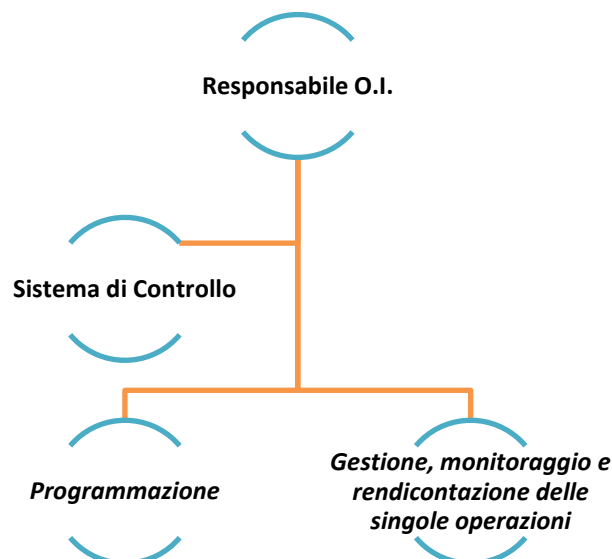 Responsabile O.I.
Sistema di Controllo
Programmazione
Gestione, monitoraggio e
rendicontazione delle
singole operazioni